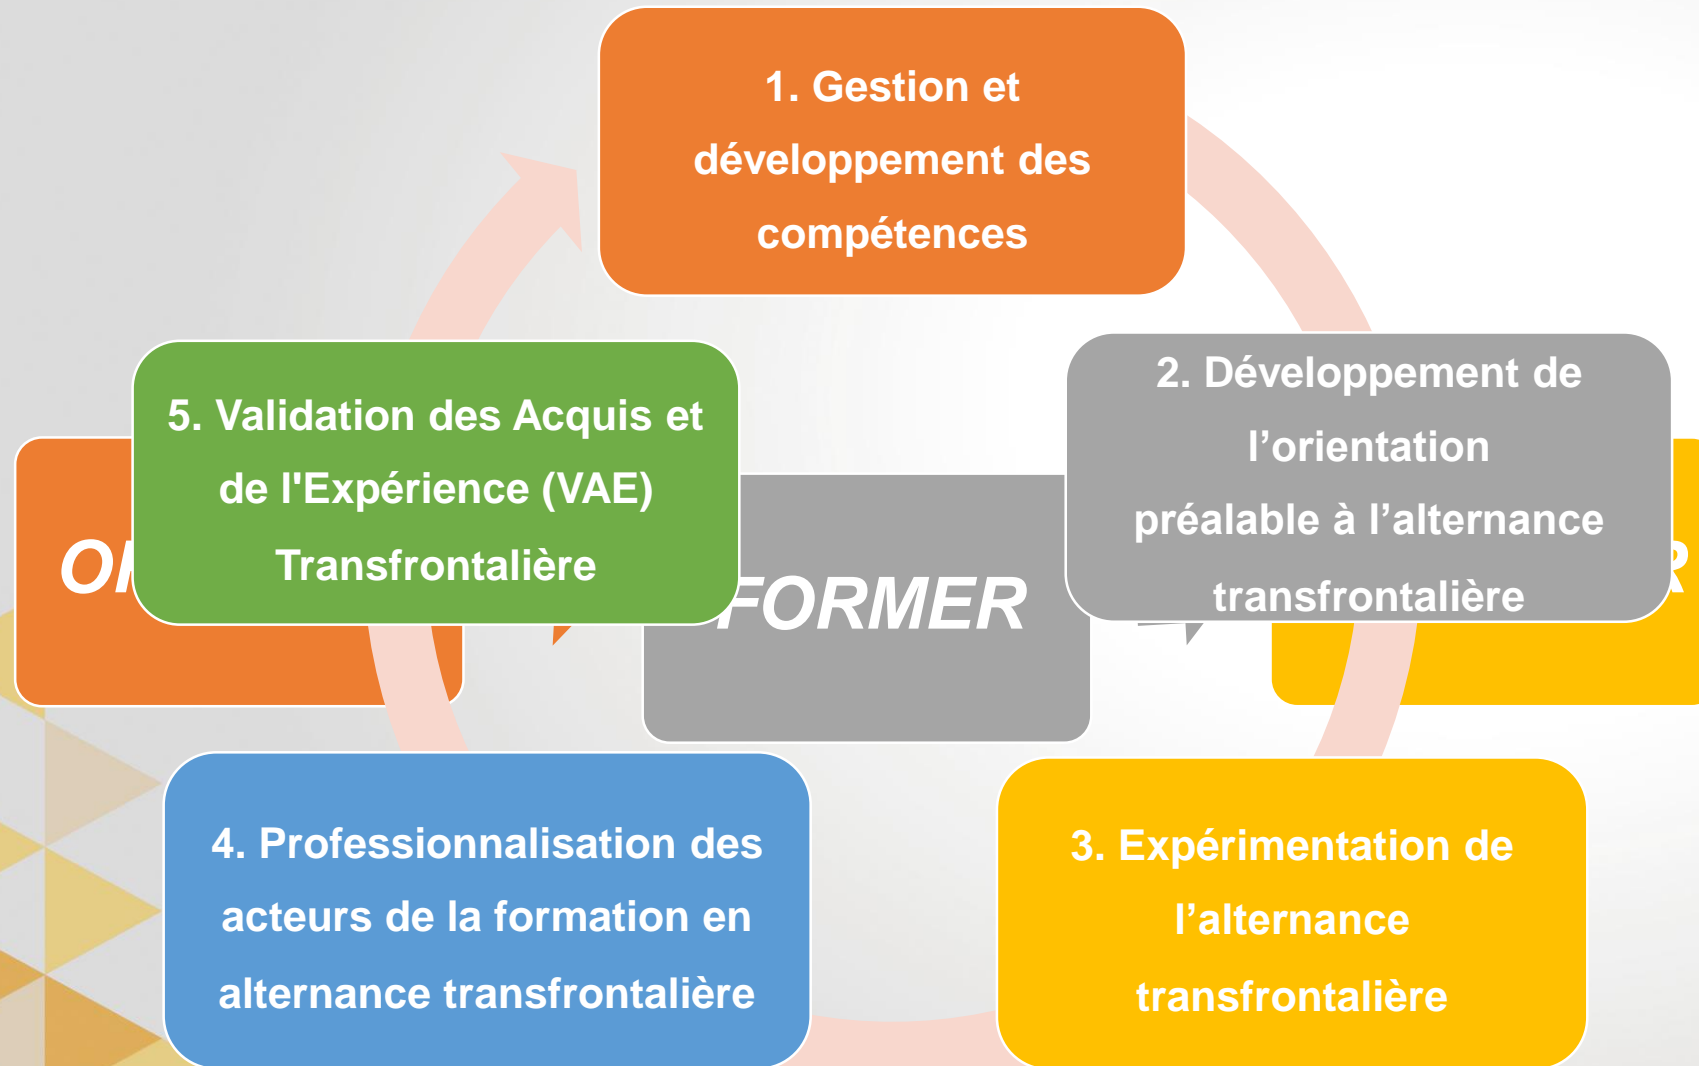 1. Gestion et
développement des
compétences
5. Validation des Acquis et
de l'Expérience (VAE)
Transfrontalière
2. Développement de
l’orientation
préalable à l’alternance
transfrontalière
FORMER
4. Professionnalisation des
acteurs de la formation en
alternance transfrontalière
3. Expérimentation de
l’alternance
transfrontalière